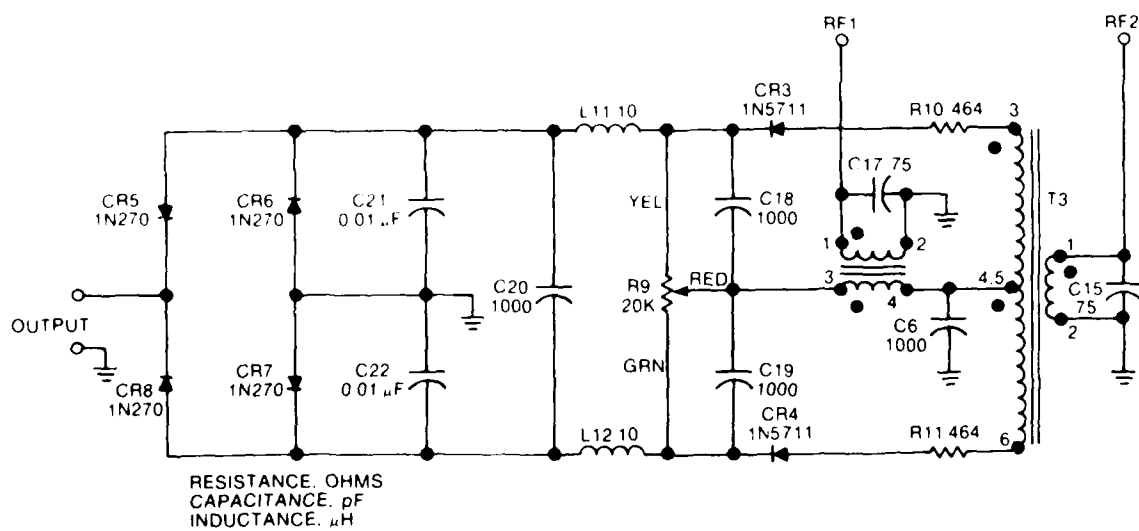 RF1
RF2
CR3
1N5711
R10 464
3
L11 10
C17 75
CR5
1N270
CR6
1N270
C21
0.01 µF
YEL
C18
1000
T3
1
2
1
C20
1000
R9
20K
RED
3
4
4.5
C15
75
OUTPUT
C6
1000
2
CR8
1N270
CR7
1N270
C22
0.01 µF
GRN
C19
1000
CR4
1N5711
L12 10
R11 464
6
RESISTANCE, OHMS
CAPACITANCE, pF
INDUCTANCE, µH